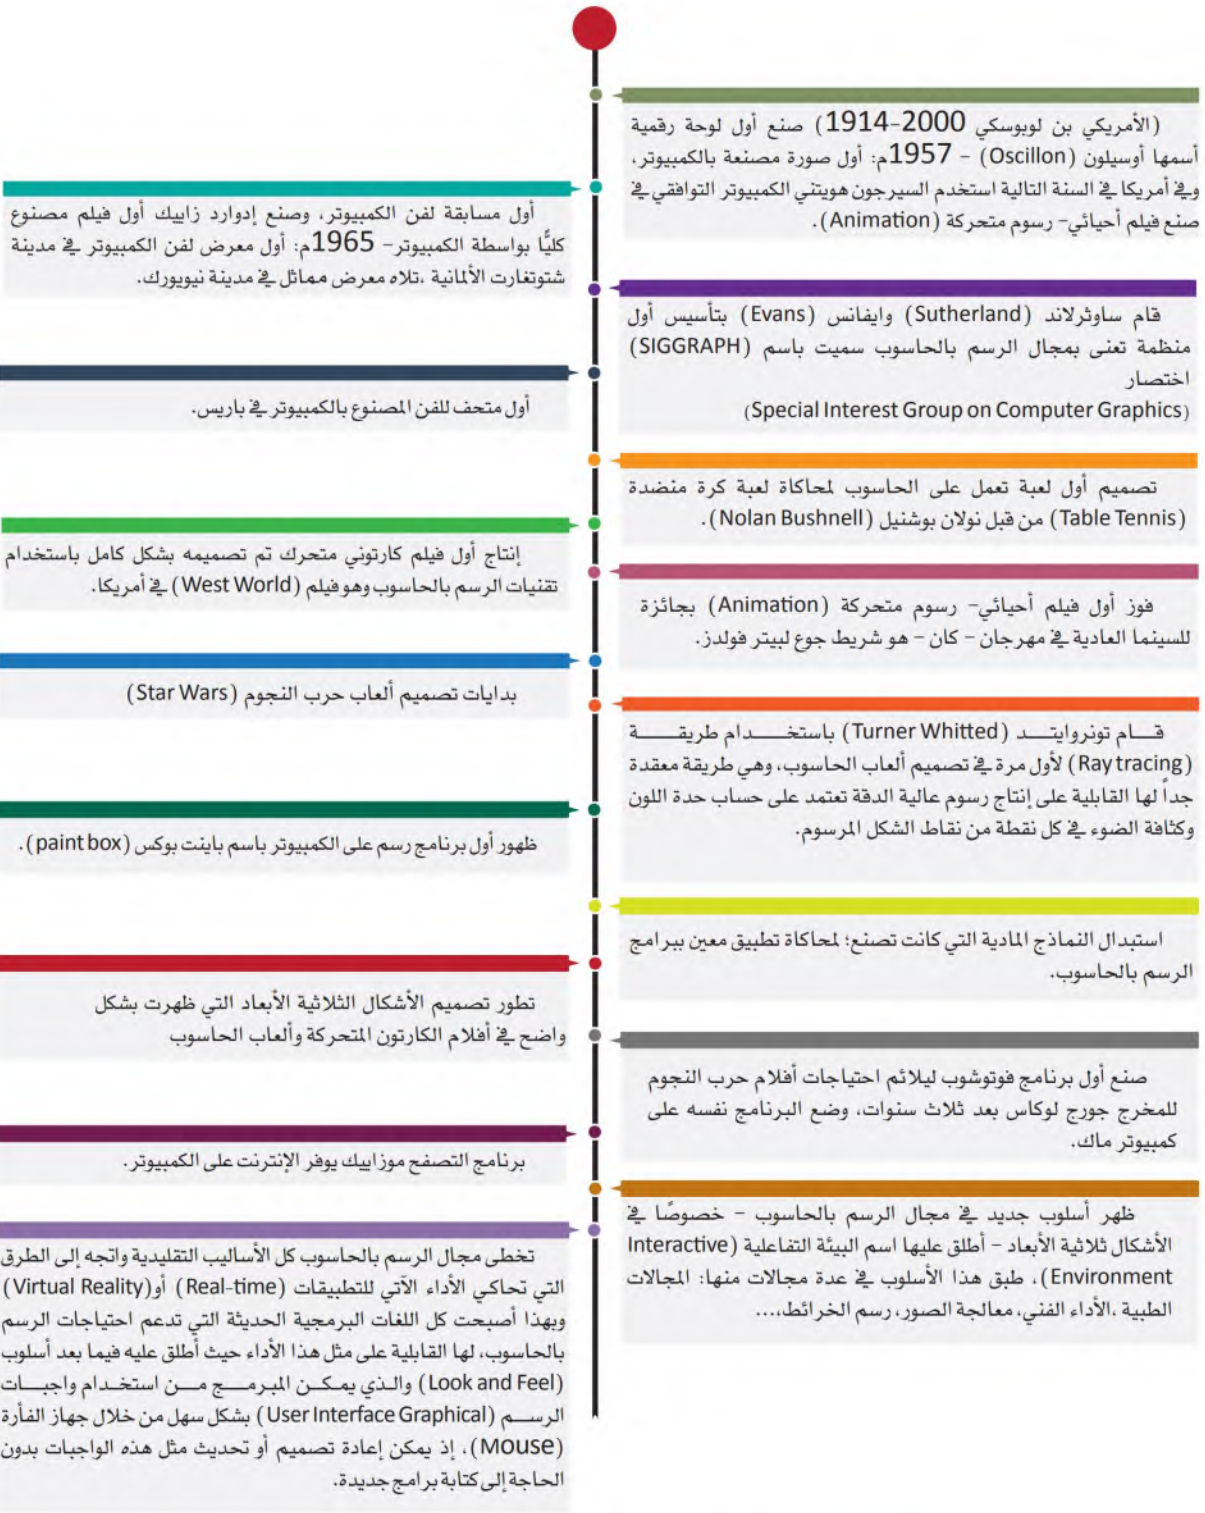 (الأمريكي بن لوبوسكي 2000-1914) صنع أول لوحة رقمية
أسمها أوسيلون (Oscillon) - 1957م: أول صورة مصنعة بالكمبيوتر،
وفي أمريكا في السنة التالية استخدم السيرجون هويتني الكمبيوتر التوافقي في
صنع فيلم أحيائي- رسوم متحركة (Animation).
أول مسابقة لفن الكمبيوتر، وصنع إدوارد زاييك أول فيلم مصنوع
كليًّا بواسطة الكمبيوتر- 1965م: أول معرض لفن الكمبيوتر في مدينة
شتوتغارت الألمانية ،تلاه معرض مماثل في مدينة نيويورك.
قام ساوثرلاند (Sutherland) وايفانس (Evans) بتأسيس أول
منظمة تعنى بمجال الرسم بالحاسوب سميت باسم (SIGGRAPH)
اختصار
(Special Interest Group on Computer Graphics)
أول متحف للفن المصنوع بالكمبيوتر في باريس.
تصميم أول لعبة تعمل على الحاسوب لمحاكاة لعبة كرة منضدة
(Table Tennis) من قبل نولان بوشنيل (Nolan Bushnell).
إنتاج أول فيلم كارتوني متحرك تم تصميمه بشكل كامل باستخدام
تقنيات الرسم بالحاسوب وهو فيلم (West World) في أمريكا.
فوز أول فيلم أحيائي- رسوم متحركة (Animation) بجائزة
للسينما العادية في مهرجان - كان - هو شريط جوع لبيتر فولدز.
بدايات تصميم ألعاب حرب النجوم (Star Wars)
قـــام تونروايتـــد (Turner Whitted) باستخـــدام طريقـــة
(Ray tracing) لأول مرة في تصميم ألعاب الحاسوب، وهي طريقة معقدة
جداً لها القابلية على إنتاج رسوم عالية الدقة تعتمد على حساب حدة اللون
وكثافة الضوء في كل نقطة من نقاط الشكل المرسوم.
ظهور أول برنامج رسم على الكمبيوتر باسم باينت بوكس (paint box).
استبدال النماذج المادية التي كانت تصنع؛ لمحاكاة تطبيق معين ببرامج
الرسم بالحاسوب.
تطور تصميم الأشكال الثلاثية الأبعاد التي ظهرت بشكل
واضح في أفلام الكارتون المتحركة وألعاب الحاسوب
صنع أول برنامج فوتوشوب ليلائم احتياجات أفلام حرب النجوم
للمخرج جورج لوكاس بعد ثلاث سنوات، وضع البرنامج نفسه على
كمبيوتر ماك.
برنامج التصفح موزاييك يوفر الإنترنت على الكمبيوتر.
ظهر أسلوب جديد في مجال الرسم بالحاسوب - خصوصًا في
الأشكال ثلاثية الأبعاد - أطلق عليها اسم البيئة التفاعلية (Interactive
Environment)، طبق هذا الأسلوب في عدة مجالات منها: المجالات
الطبية ،الأداء الفني، معالجة الصور، رسم الخرائط،...
تخطى مجال الرسم بالحاسوب كل الأساليب التقليدية واتجه إلى الطرق
التي تحاكي الأداء الآتي للتطبيقات (Real-time) أو(Virtual Reality)
وبهذا أصبحت كل اللغات البرمجية الحديثة التي تدعم احتياجات الرسم
بالحاسوب، لها القابلية على مثل هذا الأداء حيث أطلق عليه فيما بعد أسلوب
(Look and Feel) والـذي يمكــن المبرمــج مــن استخـدام واجبــات
الرســم (User Interface Graphical) بشكل سهل من خلال جهاز الفأرة
(Mouse)، إذ يمكن إعادة تصميم أو تحديث مثل هذه الواجبات بدون
الحاجة إلى كتابة برامج جديدة.